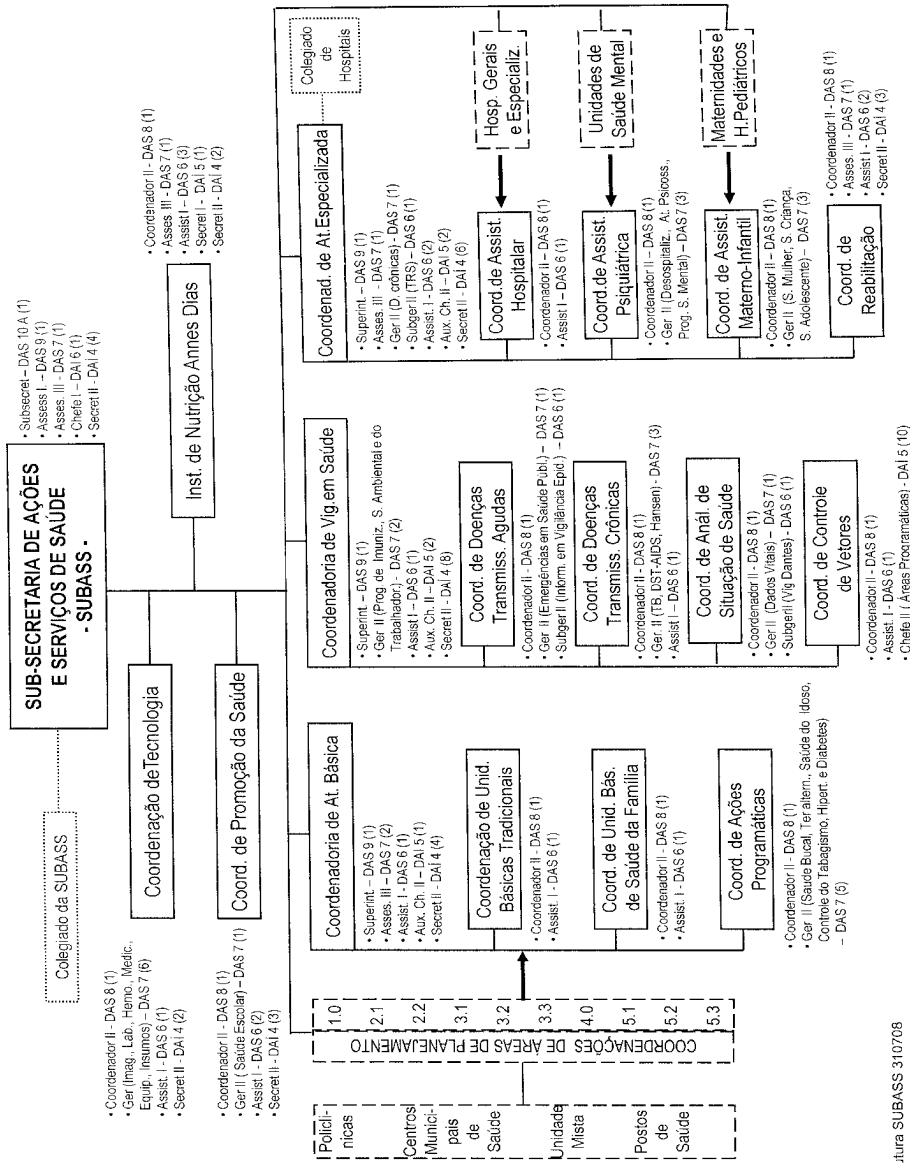 SUB-SECRETARIA DE AÇÕES
E SERVIÇOS DE SAÚDE
- SUBASS -
• Subsecret – DAS 10 A (1)
• Assess I. – DAS 9 (1)
• Asses. III - DAS 7 (1)
• Chefe I – DAI 6 (1)
• Secret II - DAI 4 (4)
Colegiado da SUBASS
Coordenação de Tecnologia
• Coordenador II - DAS 8 (1)
• Ger (Imag., Lab., Hemo., Medic.,
Equip., Insumos) – DAS 7 (6)
• Assist. I - DAS 6 (1)
• Secret II - DAI 4 (2)
Inst. de Nutrição Annes Dias
• Coordenador II - DAS 8 (1)
• Asses III - DAS 7 (1)
• Assist I – DAS 6 (3)
• Secret I - DAI 5 (1)
• Secret II - DAI 4 (2)
Coord. de Promoção da Saúde
• Coordenador II - DAS 8 (1)
• Ger II ( Saúde Escolar) – DAS 7 (1)
• Assist I - DAS 6 (2)
• Secret II - DAI 4 (3)
Policlí-
nicas
Centros
Munici-
pais
de
Saúde
Unidade
Mista
Postos
de
Saúde
COORDENAÇÕES DE ÁREAS DE PLANEJAMENTO
1.0
2.1
2.2
3.1
3.2
3.3
4.0
5.1
5.2
5.3
Coordenadoria de At. Básica
• Superint. – DAS 9 (1)
• Asses. III – DAS 7 (2)
• Assist. I - DAS 6 (1)
• Aux. Ch. II – DAI 5 (1)
• Secret II - DAI 4 (4)
Coordenação de Unid.
Básicas Tradicionais
• Coordenador II - DAS 8 (1)
• Assist. I - DAS 6 (1)
Coord. de Unid. Bás.
de Saúde da Família
• Coordenador II - DAS 8 (1)
• Assist. I - DAS 6 (1)
Coord. de Ações
Programáticas
• Coordenador II - DAS 8 (1)
• Ger II (Saúde Bucal, Ter altern., Saúde do Idoso,
Controle do Tabagismo, Hipert. e Diabetes)
– DAS 7 (5)
Coordenadoria de Vig.em Saúde
• Superint. – DAS 9 (1)
• Ger II (Prog de Imuniz., S. Ambiental e do
Trabalhador.) - DAS 7 (2)
• Assist I – DAS 6 (1)
• Aux. Ch. II – DAI 5 (2)
• Secret II - DAI 4 (8)
Coord. de Doenças
Transmiss. Agudas
• Coordenador II - DAS 8 (1)
• Ger II (Emergências em Saúde Públ.) – DAS 7 (1)
• Subger II (Inform. em Vigilância Epid.) – DAS 6 (1)
Coord. de Doenças
Transmiss. Crônicas
• Coordenador II - DAS 8 (1)
• Ger. II (TB, DST-AIDS, Hansen) - DAS 7 (3)
• Assist I – DAS 6 (1)
Coord. de Anál. de
Situação de Saúde
• Coordenador II - DAS 8 (1)
• Ger II (Dados Vitais) – DAS 7 (1)
• Subger II (Vig Dantes) - DAS 6 (1)
Coord. de Controle
de Vetores
• Coordenador II - DAS 8 (1)
• Assist. I - DAS 6 (1)
• Chefe II ( Áreas Programáticas) - DAI 5 (10)
Coordenad. de At.Especializada
• Superint. – DAS 9 (1)
• Asses. III - DAS 7 (1)
• Ger II (D. crônicas) - DAS 7 (1)
• Subger II (TRS) – DAS 6 (1)
• Assist. I - DAS 6 (2)
• Aux. Ch. II – DAI 5 (2)
• Secret II - DAI 4 (6)
Colegiado
de
Hospitais
Coord.de Assist.
Hospitalar
Hosp. Gerais
e Especializ.
• Coordenador II – DAS 8 (1)
• Assist I – DAS 6 (1)
Coord.de Assist.
Psiquiátrica
Unidades de
Saúde Mental
• Coordenador II – DAS 8 (1)
• Ger II (Desospitaliz., At. Psicoss.,
Prog S. Mental) – DAS 7 (3)
Coord. de Assist.
Materno-Infantil
Maternidades e
H.Pediátricos
• Coordenador II – DAS 8 (1)
• Ger II (S. Mulher, S. Criança,
S. Adolescente) – DAS 7 (3)
Coord. de
Reabilitação
• Coordenador II - DAS 8 (1)
• Asses. III - DAS 7 (1)
• Assist I - DAS 6 (2)
• Secret II - DAI 4 (3)
utura SUBASS 310708